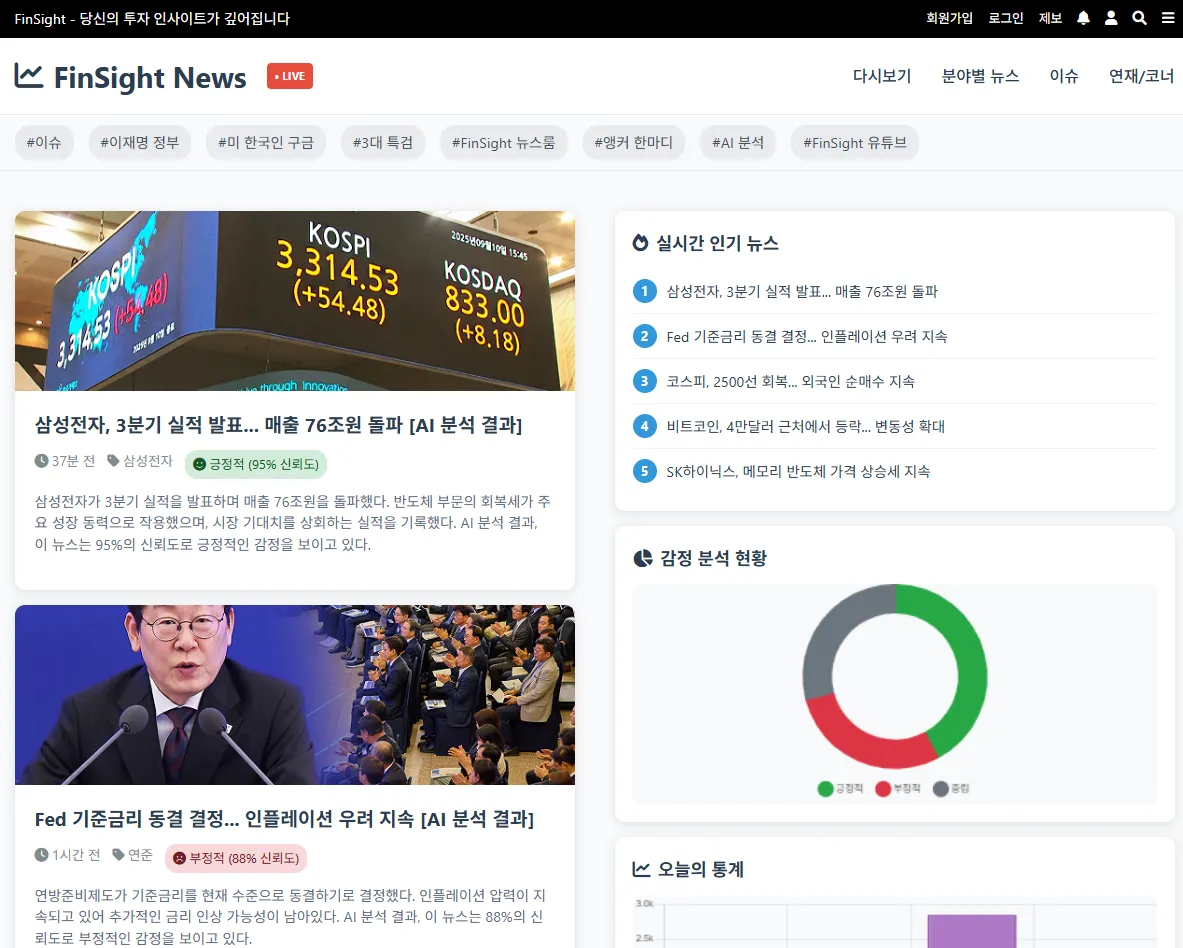 FinSight - 당신의 투자 인사이트가 깊어집니다
회원가입 로그인 제보
FinSight News
• LIVE
다시보기 분야별 뉴스 이슈 연재/코너
#이슈 #이재명 정부 #미 한국인 구금 #3대 특검 #FinSight 뉴스룸 #앵커 한마디 #AI 분석 #FinSight 유튜브
KOSPI
3,314.53
(+54.48)
2025년09월10일 15:45
KOSDAQ
833.00
(+8.18)
KOSPI
3,314.53 (+54.48)
through Innovation
삼성전자, 3분기 실적 발표... 매출 76조원 돌파 [AI 분석 결과]
37분 전 삼성전자 긍정적 (95% 신뢰도)
삼성전자가 3분기 실적을 발표하며 매출 76조원을 돌파했다. 반도체 부문의 회복세가 주
요 성장 동력으로 작용했으며, 시장 기대치를 상회하는 실적을 기록했다. AI 분석 결과,
이 뉴스는 95%의 신뢰도로 긍정적인 감정을 보이고 있다.
Fed 기준금리 동결 결정... 인플레이션 우려 지속 [AI 분석 결과]
1시간 전 연준 부정적 (88% 신뢰도)
연방준비제도가 기준금리를 현재 수준으로 동결하기로 결정했다. 인플레이션 압력이 지
속되고 있어 추가적인 금리 인상 가능성이 남아있다. AI 분석 결과, 이 뉴스는 88%의 신
뢰도로 부정적인 감정을 보이고 있다.
실시간 인기 뉴스
1 삼성전자, 3분기 실적 발표... 매출 76조원 돌파
2 Fed 기준금리 동결 결정... 인플레이션 우려 지속
3 코스피, 2500선 회복... 외국인 순매수 지속
4 비트코인, 4만달러 근처에서 등락... 변동성 확대
5 SK하이닉스, 메모리 반도체 가격 상승세 지속
감정 분석 현황
긍정적 부정적 중립
오늘의 통계
3.0k
2.5k